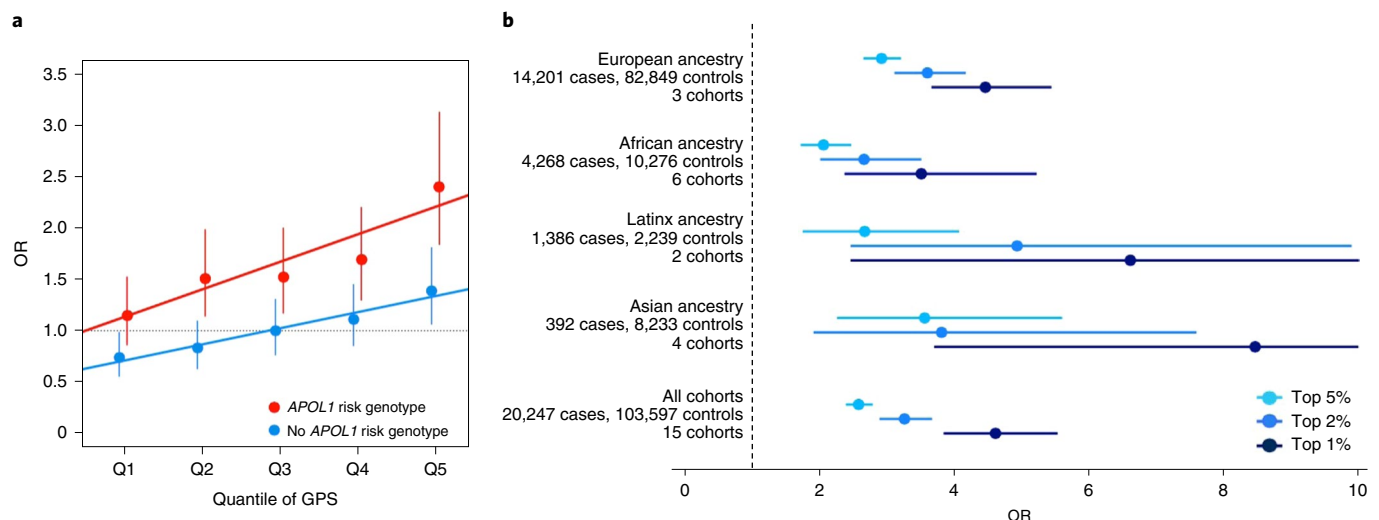 a
3.5
3.0
2.5
2.0
1.5
1.0
0.5
0
OR
Q1 Q2 Q3 Q4 Q5
Quantile of GPS
APOL1 risk genotype
No APOL1 risk genotype
b
European ancestry
14,201 cases, 82,849 controls
3 cohorts
African ancestry
4,268 cases, 10,276 controls
6 cohorts
Latinx ancestry
1,386 cases, 2,239 controls
2 cohorts
Asian ancestry
392 cases, 8,233 controls
4 cohorts
All cohorts
20,247 cases, 103,597 controls
15 cohorts
Top 5%
Top 2%
Top 1%
0 2 4 6 8 10
OR